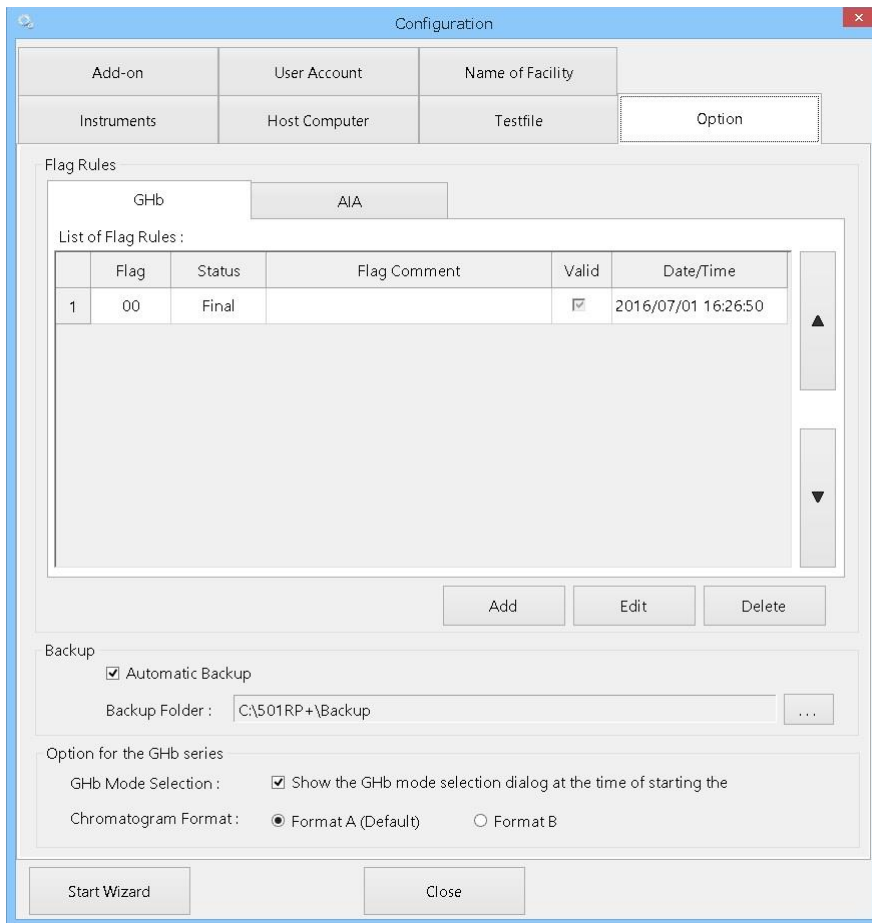 Configuration
Add-on User Account Name of Facility
Instruments Host Computer Testfile Option
Flag Rules
GHb AIA
List of Flag Rules :
Flag Status Flag Comment Valid Date/Time
1 00 Final 2016/07/01 16:26:50
Add Edit Delete
Backup
Automatic Backup
Backup Folder : C:\501RP+\Backup ...
Option for the GHb series
GHb Mode Selection : Show the GHb mode selection dialog at the time of starting the
Chromatogram Format : Format A (Default) Format B
Start Wizard Close